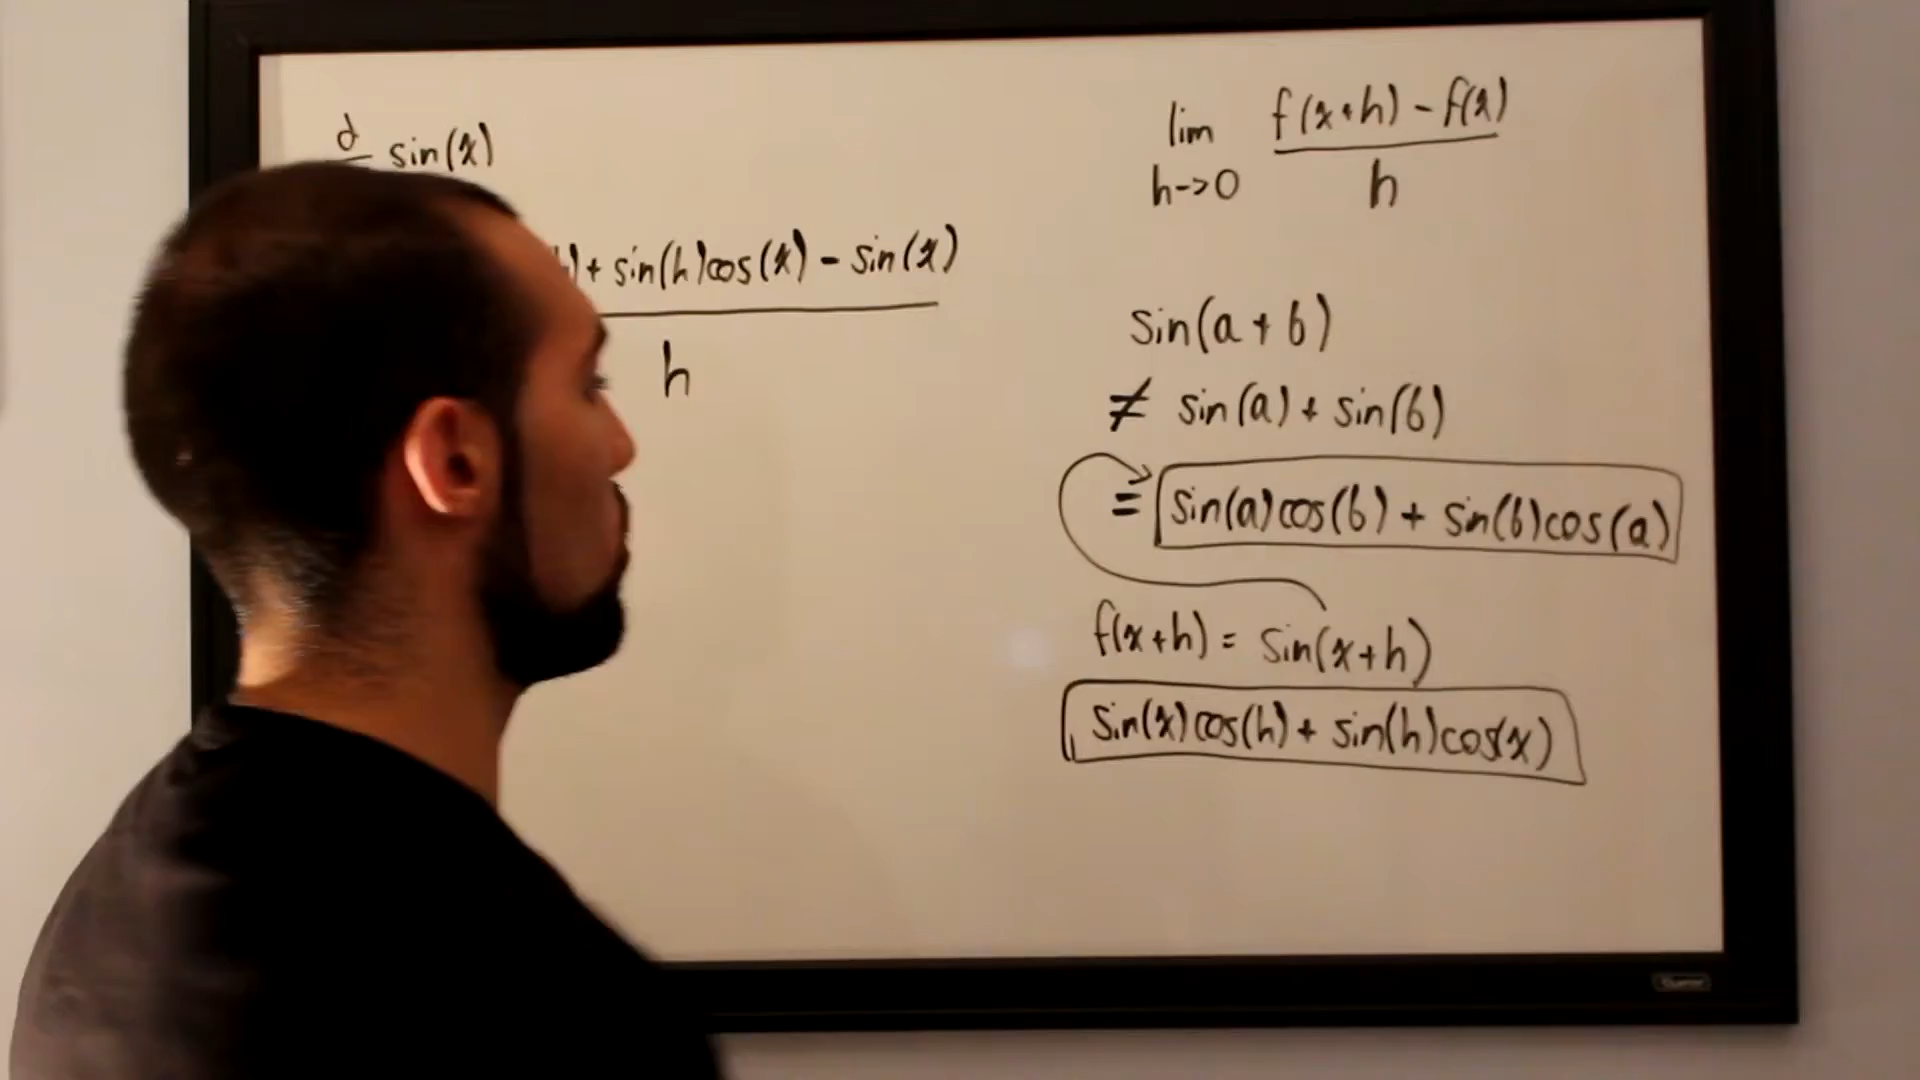 d sin(x)
) + sin(h)cos(x) - sin(x)
h
lim f(x+h) - f(x)
h->0 h
sin(a+b)
≠ sin(a) + sin(b)
= sin(a)cos(b) + sin(b)cos(a)
f(x+h) = sin(x+h)
sin(x)cos(h) + sin(h)cos(x)